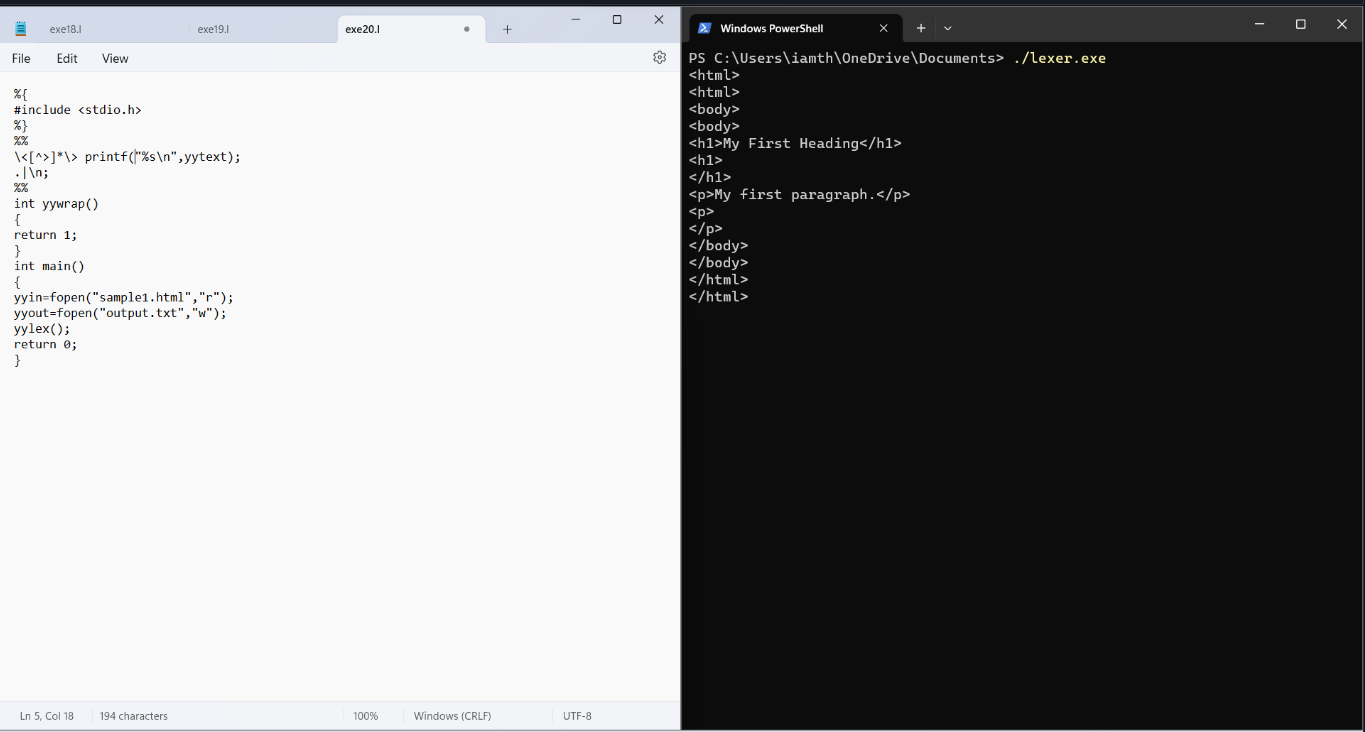 exe18.l
exe19.l
exe20.l
File Edit View
%{
#include <stdio.h>
%}
%%
\<[^>]*\> printf("%s\n",yytext);
.|\n;
%%
int yywrap()
{
return 1;
}
int main()
{
yyin=fopen("sample1.html","r");
yyout=fopen("output.txt","w");
yylex();
return 0;
}
Ln 5, Col 18 194 characters 100% Windows (CRLF) UTF-8
Windows PowerShell
PS C:\Users\iamth\OneDrive\Documents> ./lexer.exe
<html>
<html>
<body>
<body>
<h1>My First Heading</h1>
<h1>
</h1>
<p>My first paragraph.</p>
<p>
</p>
</body>
</body>
</html>
</html>